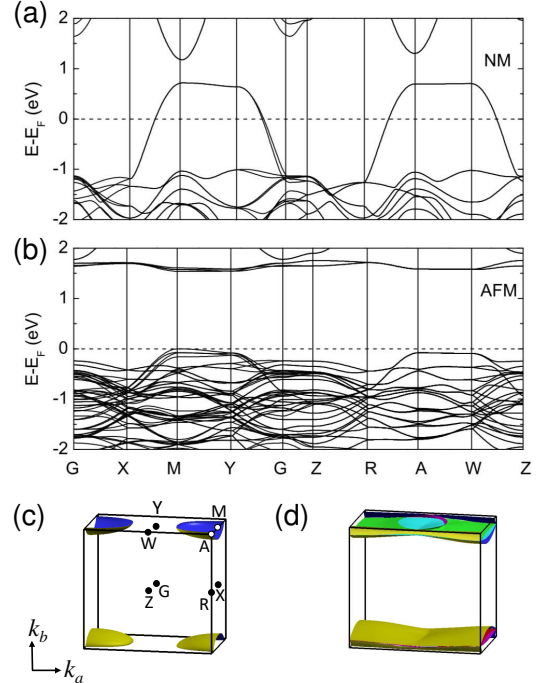 (a)
2
1
0
-1
-2
E-E_F (eV)
NM
(b)
2
1
0
-1
-2
E-E_F (eV)
AFM
G X M Y G Z R A W Z
(c)
Y
M
W
A
Z
G
R
X
k_b
k_a
(d)